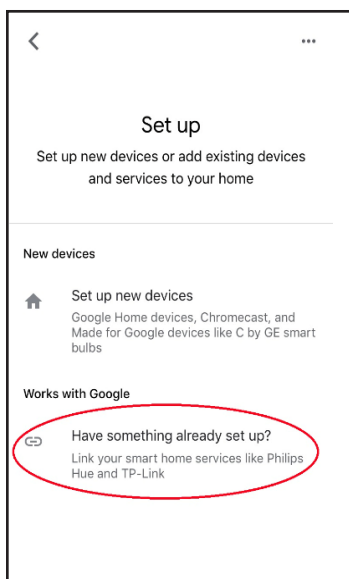 Set up
Set up new devices or add existing devices
and services to your home
New devices
Set up new devices
Google Home devices, Chromecast, and
Made for Google devices like C by GE smart
bulbs
Works with Google
Have something already set up?
Link your smart home services like Philips
Hue and TP-Link